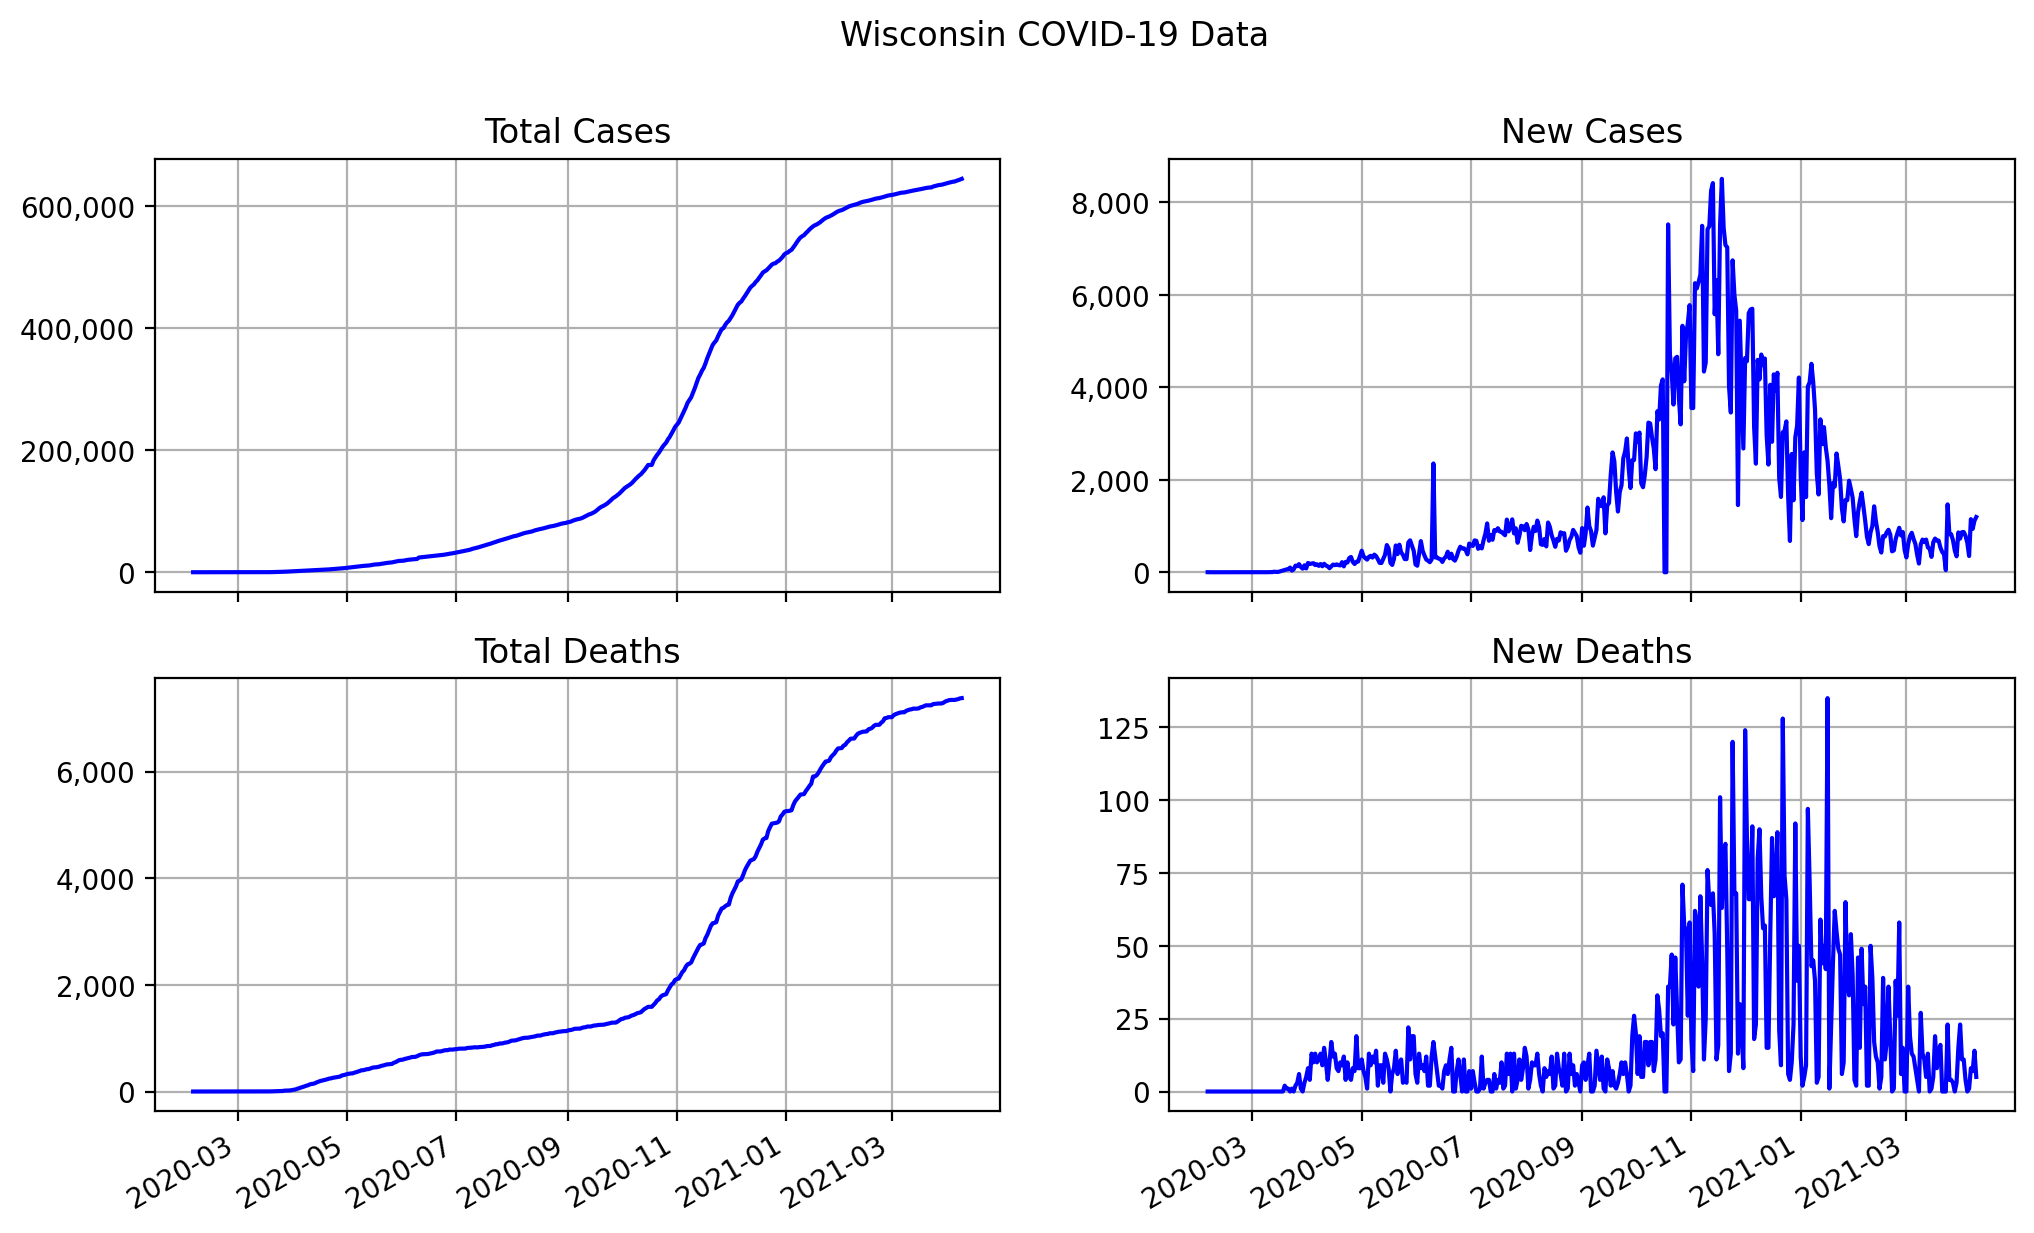 Wisconsin COVID-19 Data
Total Cases
600,000
400,000
200,000
0
New Cases
8,000
6,000
4,000
2,000
0
Total Deaths
6,000
4,000
2,000
0
2020-03 2020-05 2020-07 2020-09 2020-11 2021-01 2021-03
New Deaths
125
100
75
50
25
0
2020-03 2020-05 2020-07 2020-09 2020-11 2021-01 2021-03